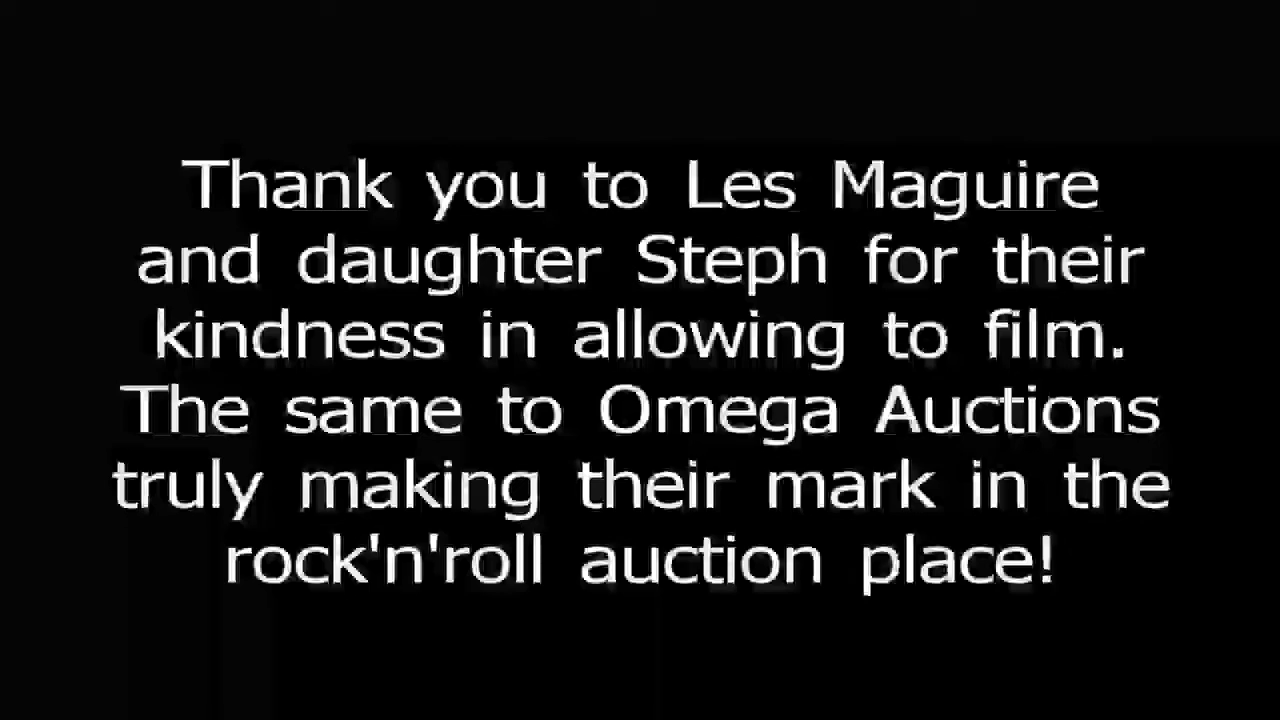 Thank you to Les Maguire
and daughter Steph for their
kindness in allowing to film.
The same to Omega Auctions
truly making their mark in the
rock'n'roll auction place!